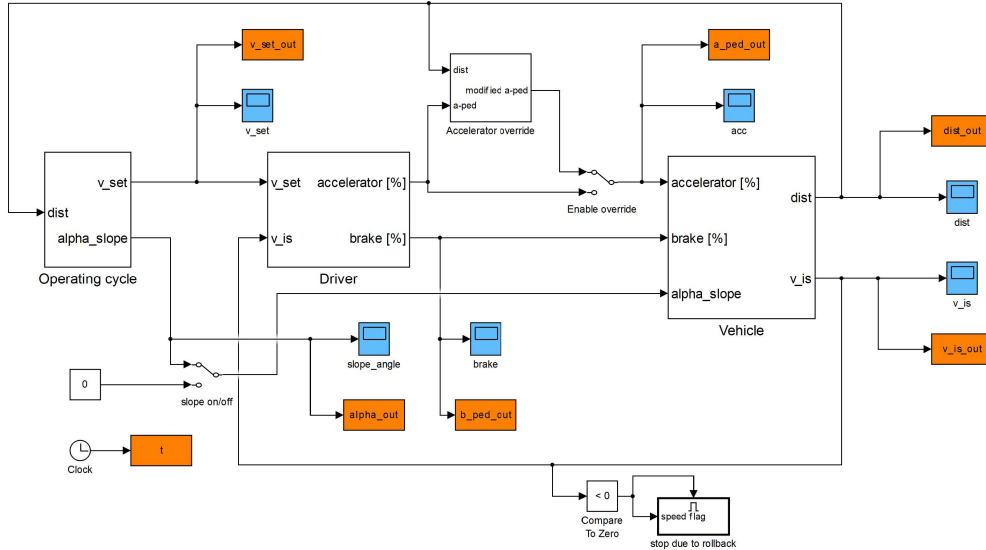 v_set_out
a_ped_out
dist
modified a-ped
a-ped
Accelerator override
v_set
acc
dist_out
v_set
dist
alpha_slope
Operating cycle
v_set
accelerator [%]
v_is
brake [%]
Driver
Enable override
accelerator [%]
dist
brake [%]
v_is
alpha_slope
Vehicle
dist
v_is
v_is_out
slope_angle
brake
0
slope on/off
alpha_out
b_ped_out
Clock
t
< 0
Compare
To Zero
speed flag
stop due to rollback